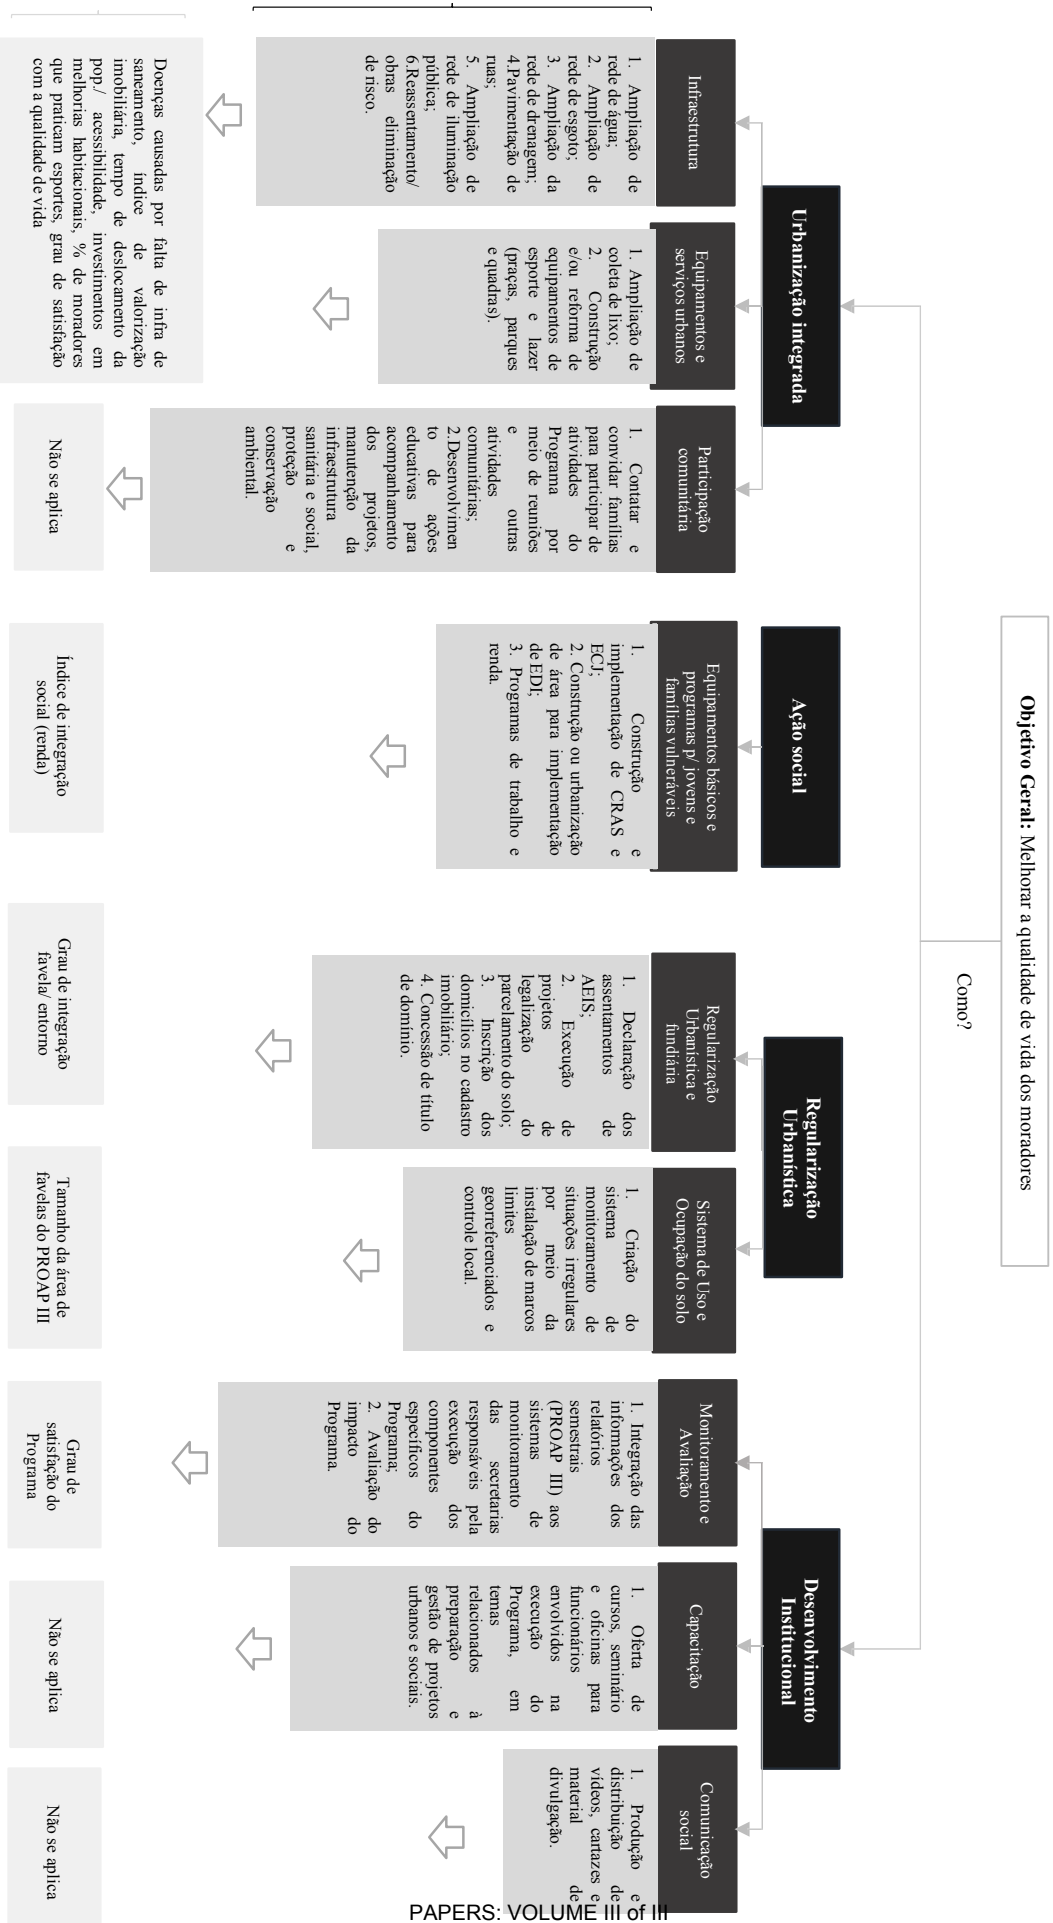 Objetivo Geral: Melhorar a qualidade de vida dos moradores
Como?
Urbanização integrada
Ação social
Regularização
Urbanística
Desenvolvimento
Institucional
Infraestrutura
Equipamentos e
serviços urbanos
Participação
comunitária
Equipamentos básicos e
programas p/ jovens e
famílias vulneráveis
Regularização
Urbanística e
fundiária
Sistema de Uso e
Ocupação do solo
Monitoramento e
Avaliação
Capacitação
Comunicação
social
1. Ampliação de
rede de água;
2. Ampliação de
rede de esgoto;
3. Ampliação da
rede de drenagem;
4.Pavimentação de
ruas;
5. Ampliação de
rede de iluminação
pública;
6.Reassentamento/
obras eliminação
de risco.
1. Ampliação de
coleta de lixo;
2. Construção
e/ou reforma de
equipamentos de
esporte e lazer
(praças, parques
e quadras).
1. Contatar e
convidar famílias
para participar de
atividades do
Programa por
meio de reuniões
e outras
atividades
comunitárias;
2.Desenvolvimen
to de ações
educativas para
acompanhamento
dos projetos,
manutenção da
infraestrutura
sanitária e social,
proteção e
conservação
ambiental.
1. Construção e
implementação de CRAS e
ECJ;
2. Construção ou urbanização
de área para implementação
de EDI;
3. Programas de trabalho e
renda.
1. Declaração dos
assentamentos de
AEIS;
2. Execução de
projetos de
legalização do
parcelamento do solo;
3. Inscrição dos
domicílios no cadastro
imobiliário;
4. Concessão de título
de domínio.
1. Criação do
sistema de
monitoramento de
situações irregulares
por meio da
instalação de marcos
limites
georreferenciados e
controle local.
1. Integração das
informações dos
relatórios
semestrais
(PROAP III) aos
sistemas de
monitoramento
das secretarias
responsáveis pela
execução dos
componentes
específicos do
Programa;
2. Avaliação do
impacto do
Programa.
1. Oferta de
cursos, seminário
e oficinas para
funcionários
envolvidos na
execução do
Programa, em
temas
relacionados à
preparação e
gestão de projetos
urbanos e sociais.
1. Produção e
distribuição de
vídeos, cartazes e
material de
divulgação.
Doenças causadas por falta de infra de
saneamento, índice de valorização
imobiliária, tempo de deslocamento da
pop./ acessibilidade, investimentos em
melhorias habitacionais, % de moradores
que praticam esportes, grau de satisfação
com a qualidade de vida
Não se aplica
Índice de integração
social (renda)
Grau de integração
favela/ entorno
Tamanho da área de
favelas do PROAP III
Grau de
satisfação do
Programa
Não se aplica
Não se aplica
PAPERS: VOLUME III of III